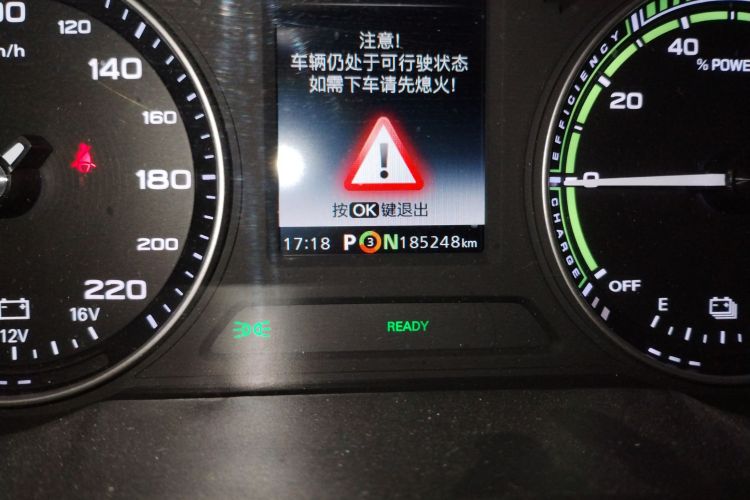 注意!
车辆仍处于可行驶状态
如需下车请先熄火!
按OK键退出
17:18 P 3 N 185248km
120
140
160
180
200
220
12V
16V
READY
EFFICIENCY
CHARGE
40
% POWE
20
0
OFF
E